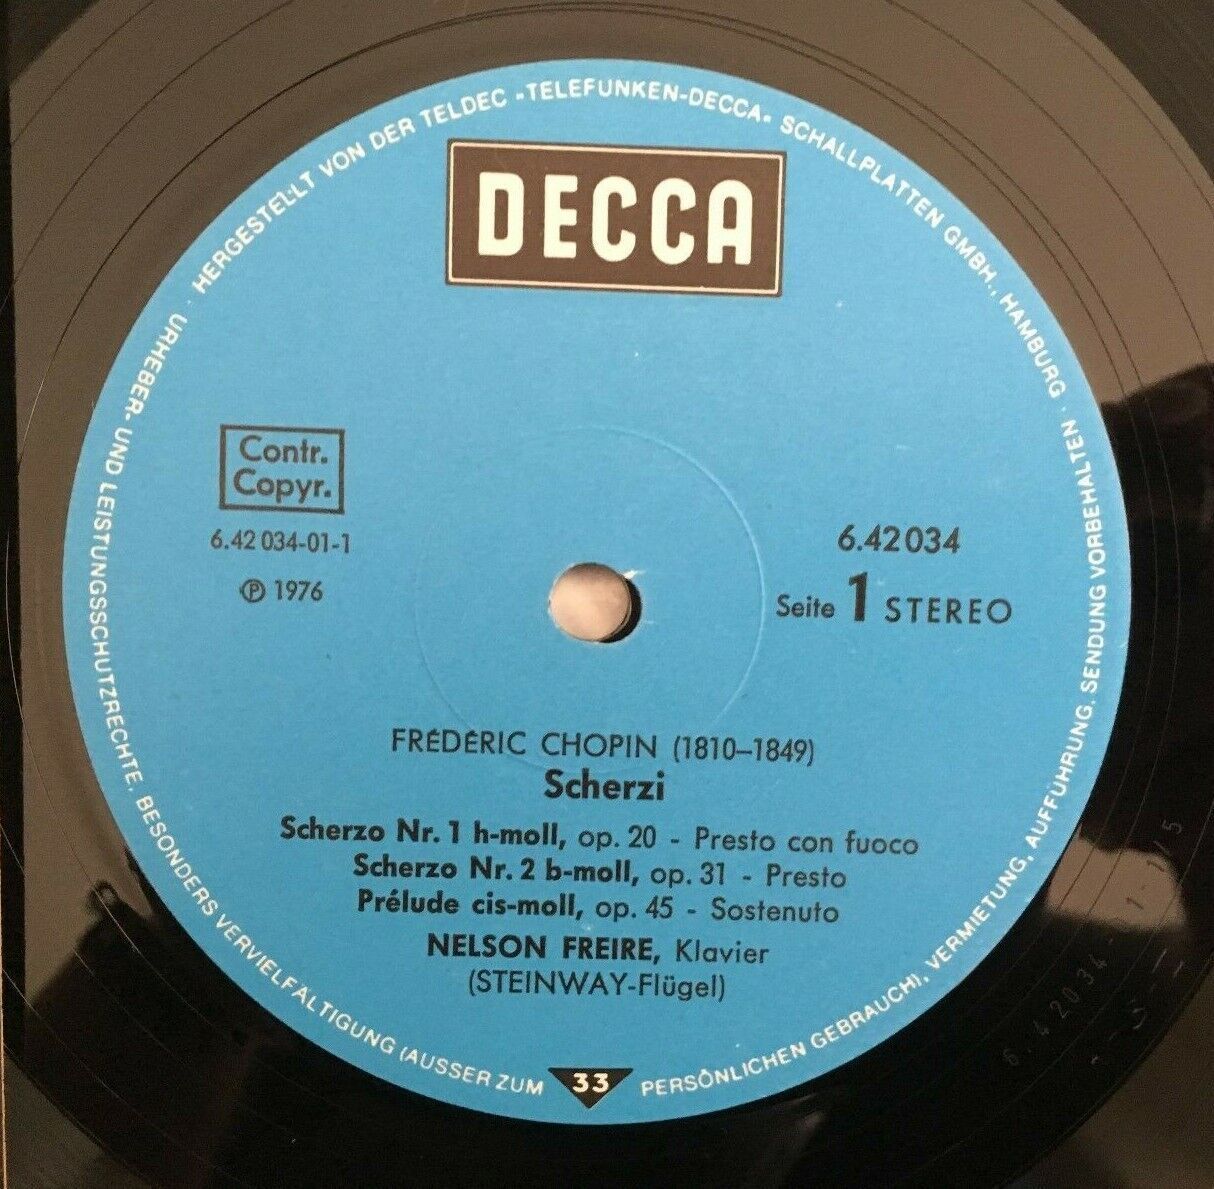 HERGESTELLT VON DER TELDEC »TELEFUNKEN-DECCA« SCHALLPLATTEN GMBH., HAMBURG · URHEBER- UND LEISTUNGSSCHUTZRECHTE, BESONDERS VERVIELFÄLTIGUNG (AUSSER ZUM PERSÖNLICHEN GEBRAUCH), VERMIETUNG, AUFFÜHRUNG, SENDUNG VORBEHALTEN ·
DECCA
Contr.
Copyr.
6.42 034-01-1
℗ 1976
6.42034
Seite 1 STEREO
FRÉDÉRIC CHOPIN (1810–1849)
Scherzi
Scherzo Nr. 1 h-moll, op. 20 - Presto con fuoco
Scherzo Nr. 2 b-moll, op. 31 - Presto
Prélude cis-moll, op. 45 - Sostenuto
NELSON FREIRE, Klavier
(STEINWAY-Flügel)
33
6.42034